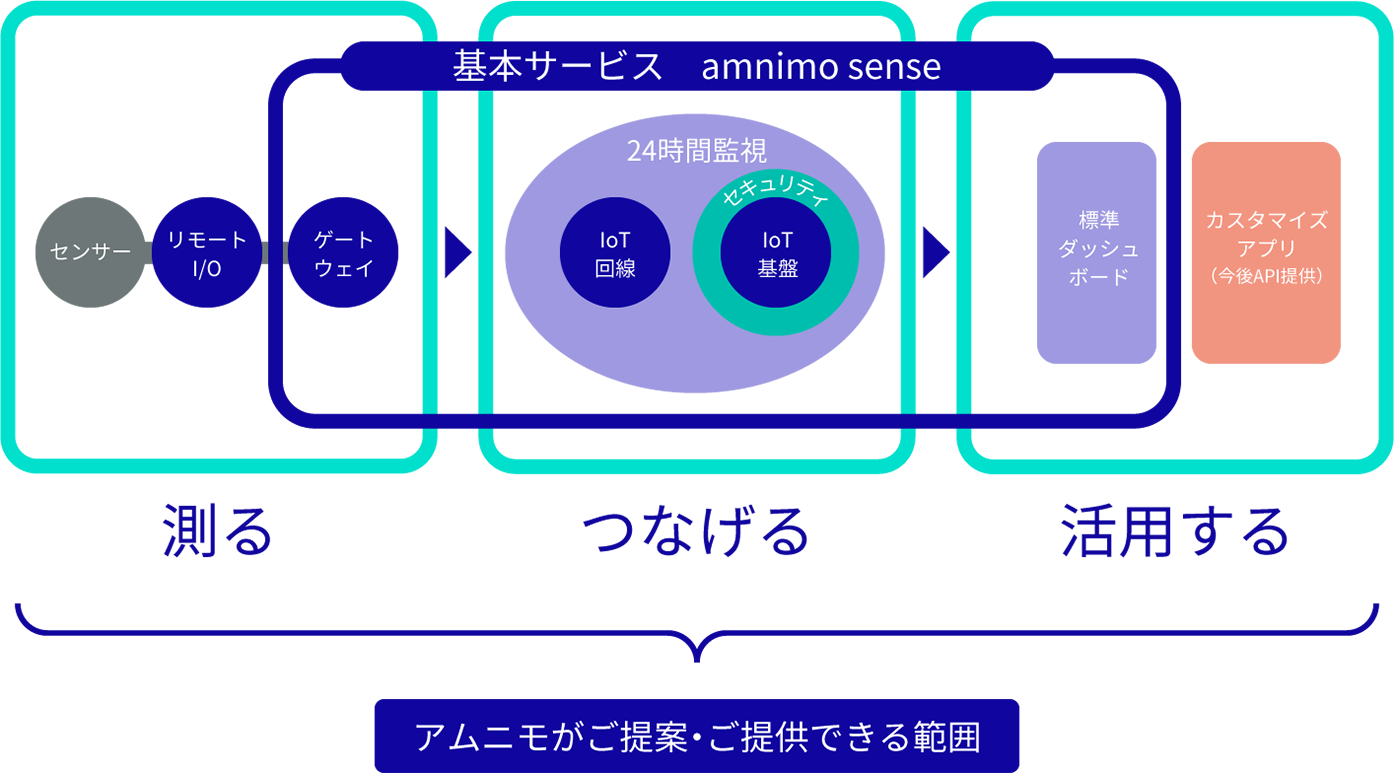 基本サービス　amnimo sense
センサー
リモート
I/O
ゲート
ウェイ
24時間監視
IoT
回線
セキュリティ
IoT
基盤
標準
ダッシュ
ボード
カスタマイズ
アプリ
（今後API提供）
測る
つなげる
活用する
アムニモがご提案・ご提供できる範囲